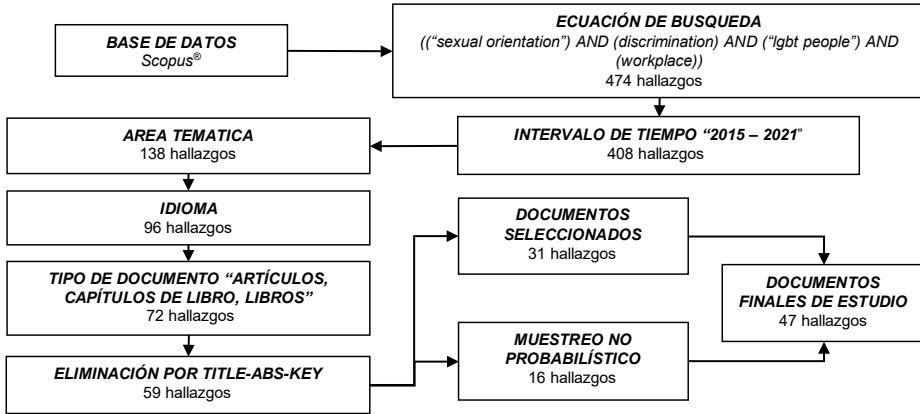 BASE DE DATOS
Scopus®
ECUACIÓN DE BUSQUEDA
((“sexual orientation”) AND (discrimination) AND (“lgbt people”) AND
(workplace))
474 hallazgos
INTERVALO DE TIEMPO “2015 – 2021”
408 hallazgos
AREA TEMATICA
138 hallazgos
IDIOMA
96 hallazgos
TIPO DE DOCUMENTO “ARTÍCULOS,
CAPÍTULOS DE LIBRO, LIBROS”
72 hallazgos
ELIMINACIÓN POR TITLE-ABS-KEY
59 hallazgos
DOCUMENTOS
SELECCIONADOS
31 hallazgos
MUESTREO NO
PROBABILÍSTICO
16 hallazgos
DOCUMENTOS
FINALES DE ESTUDIO
47 hallazgos